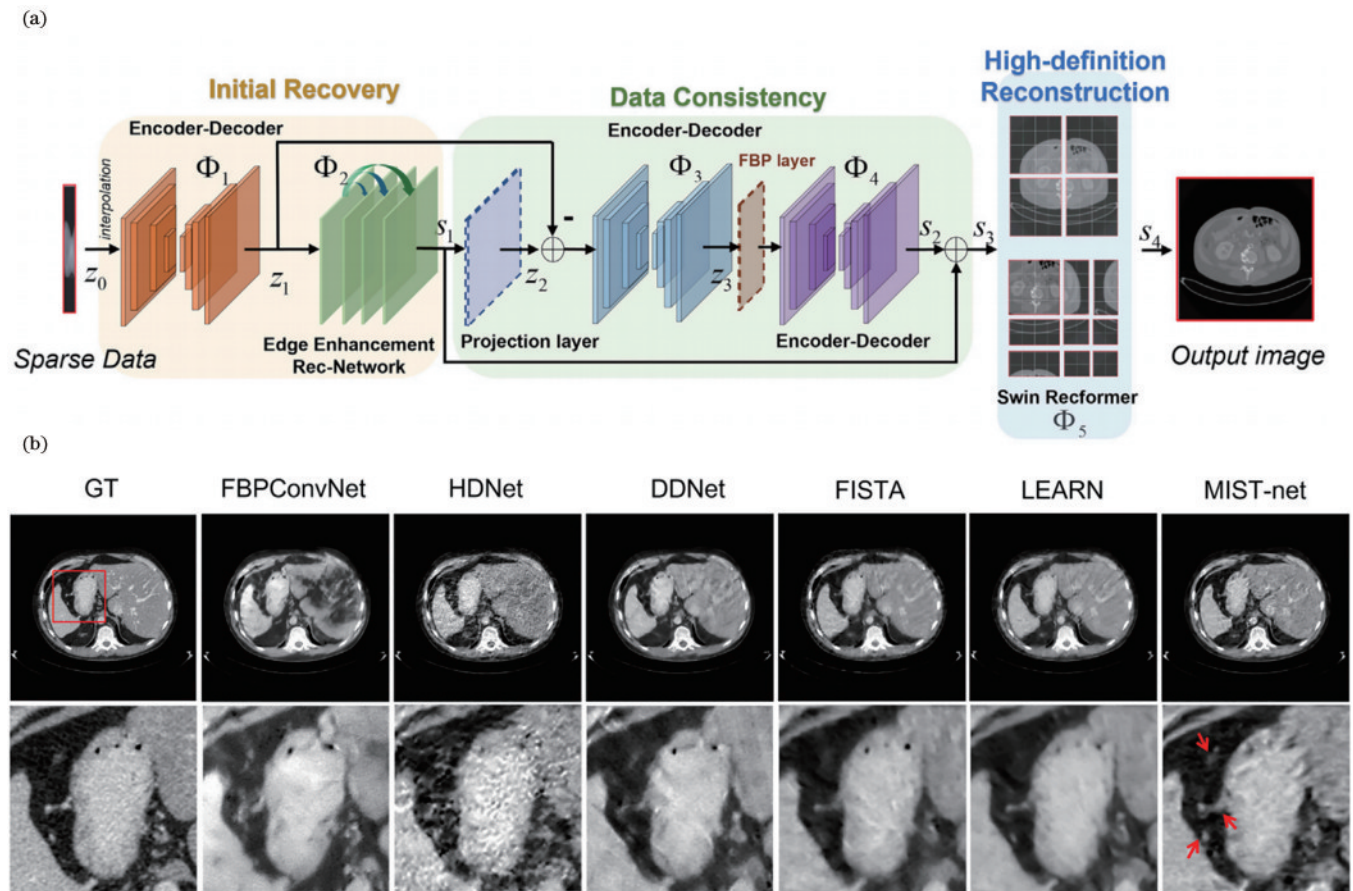 (a)
Initial Recovery
Data Consistency
High-definition
Reconstruction
Encoder-Decoder
Encoder-Decoder
interpolation
Φ1
Φ2
Φ3
FBP layer
Φ4
z0
z1
s1
z2
-
z3
s2
s3
s4
Sparse Data
Edge Enhancement
Rec-Network
Projection layer
Encoder-Decoder
Swin Recformer
Φ5
Output image
(b)
GT
FBPConvNet
HDNet
DDNet
FISTA
LEARN
MIST-net